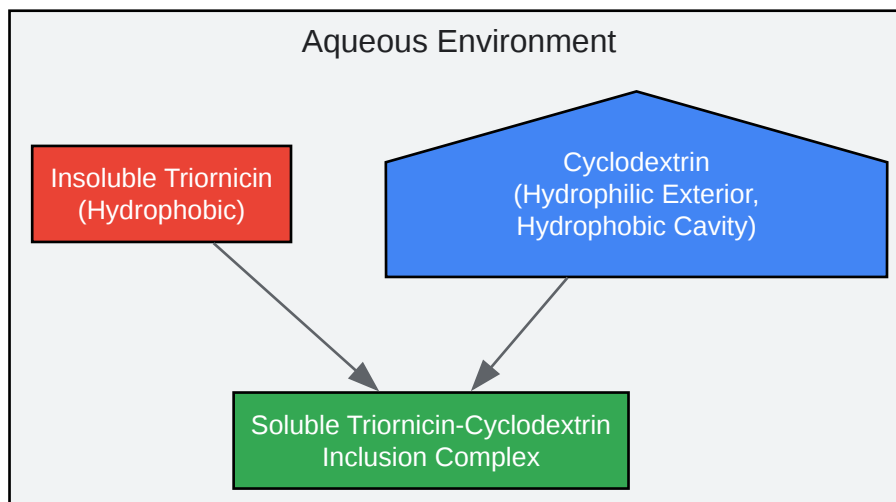 Aqueous Environment
Insoluble Triornicin
(Hydrophobic)
Cyclodextrin
(Hydrophilic Exterior,
Hydrophobic Cavity)
Soluble Triornicin-Cyclodextrin
Inclusion Complex